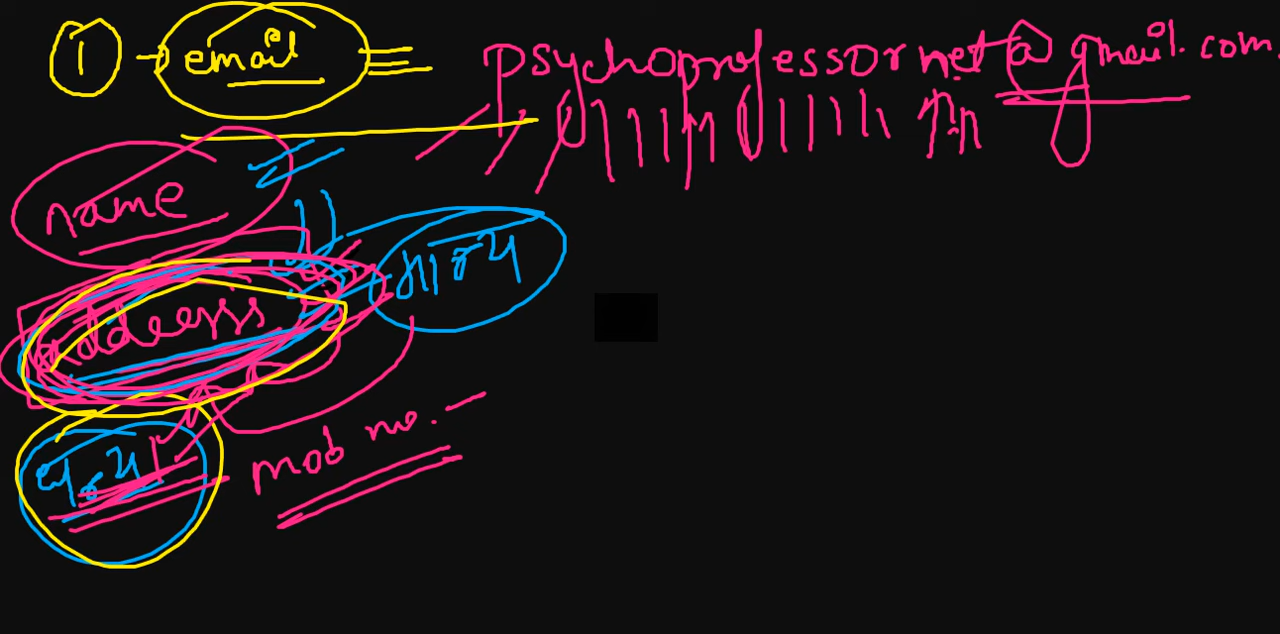 1 → email psychoprofessornet@gmail.com
name
Address
mob no. -